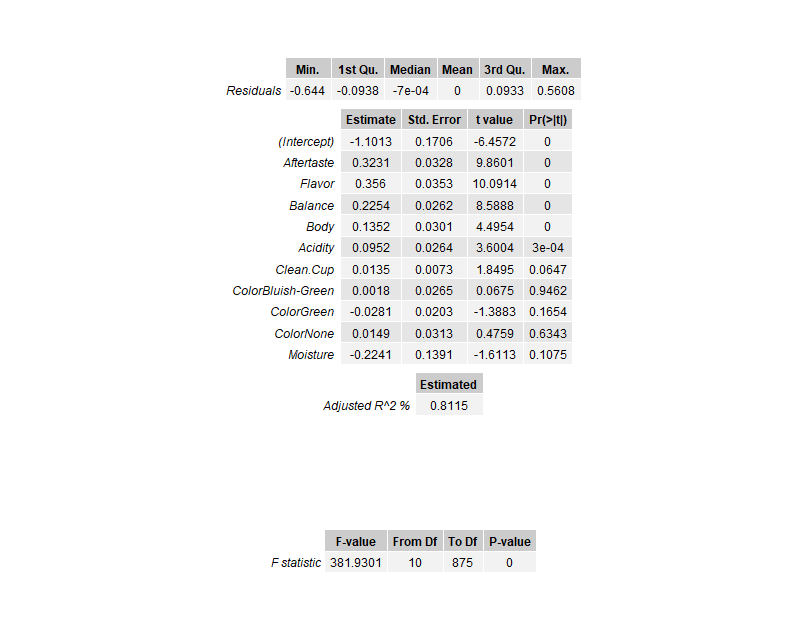 Min. 1st Qu. Median Mean 3rd Qu. Max.
Residuals -0.644 -0.0938 -7e-04 0 0.0933 0.5608
Estimate Std. Error t value Pr(>|t|)
(Intercept) -1.1013 0.1706 -6.4572 0
Aftertaste 0.3231 0.0328 9.8601 0
Flavor 0.356 0.0353 10.0914 0
Balance 0.2254 0.0262 8.5888 0
Body 0.1352 0.0301 4.4954 0
Acidity 0.0952 0.0264 3.6004 3e-04
Clean.Cup 0.0135 0.0073 1.8495 0.0647
ColorBluish-Green 0.0018 0.0265 0.0675 0.9462
ColorGreen -0.0281 0.0203 -1.3883 0.1654
ColorNone 0.0149 0.0313 0.4759 0.6343
Moisture -0.2241 0.1391 -1.6113 0.1075
Estimated
Adjusted R^2 % 0.8115
F-value From Df To Df P-value
F statistic 381.9301 10 875 0